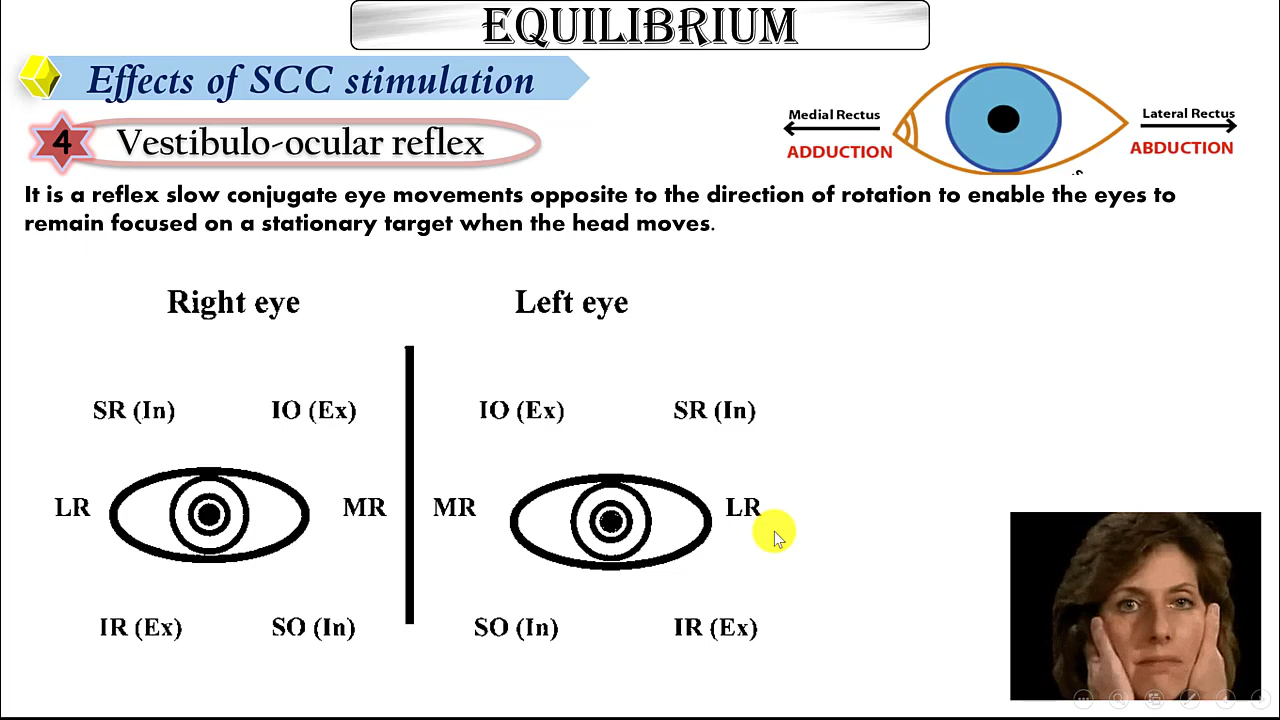 EQUILIBRIUM
Effects of SCC stimulation
4 Vestibulo-ocular reflex
Medial Rectus
ADDUCTION
Lateral Rectus
ABDUCTION
It is a reflex slow conjugate eye movements opposite to the direction of rotation to enable the eyes to
remain focused on a stationary target when the head moves.
Right eye Left eye
SR (In) IO (Ex) IO (Ex) SR (In)
LR MR MR LR
IR (Ex) SO (In) SO (In) IR (Ex)